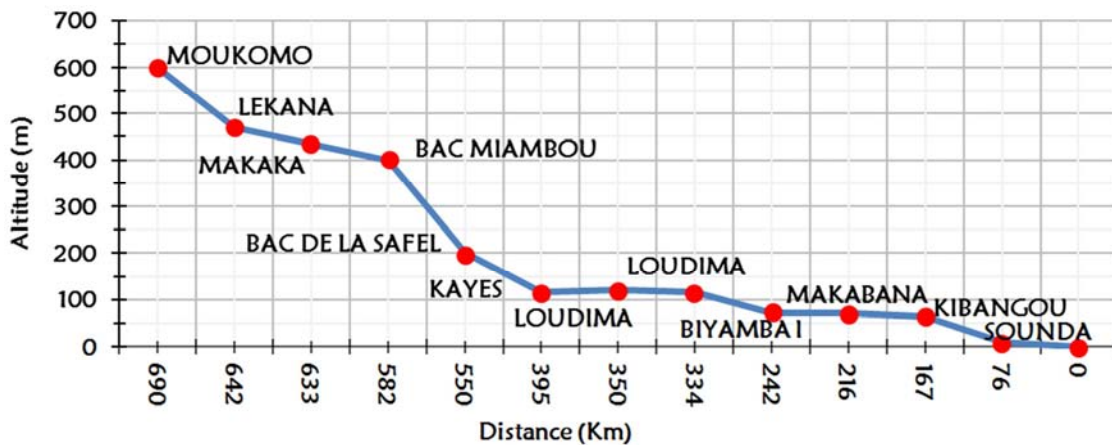 700
600
500
400
300
200
100
0
Altitude (m)
MOUKOMO
LEKANA
MAKAKA
BAC MIAMBOU
BAC DE LA SAFEL
KAYES
LOUDIMA
LOUDIMA
BIYAMBA I
MAKABANA
KIBANGOU
SOUNDA
690
642
633
582
550
395
350
334
242
216
167
76
0
Distance (Km)